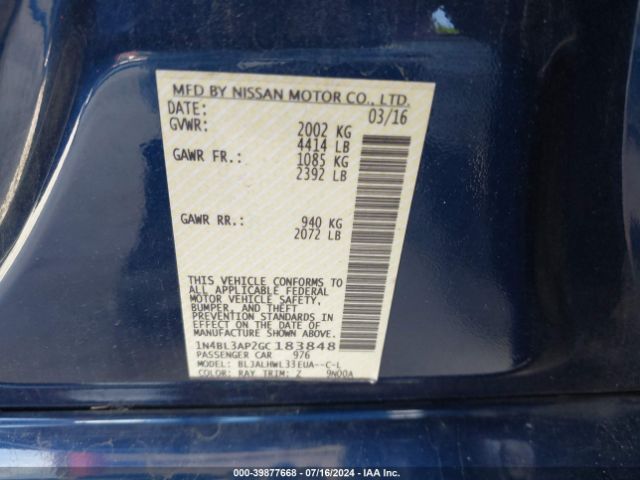 MFD BY NISSAN MOTOR CO., LTD.
DATE: 03/16
GVWR: 2002 KG
4414 LB
GAWR FR.: 1085 KG
2392 LB
GAWR RR.: 940 KG
2072 LB
THIS VEHICLE CONFORMS TO
ALL APPLICABLE FEDERAL
MOTOR VEHICLE SAFETY,
BUMPER, AND THEFT
PREVENTION STANDARDS
IN EFFECT ON THE DATE OF
MANUFACTURE SHOWN ABOVE.
1N4BL3AP2GC183848
PASSENGER CAR 976
MODEL: BLJALHWL33EUA--C-L
COLOR: RAY TRIM: Z 9N00A
000-39877668 | 07/16/2024 | IAA Inc.